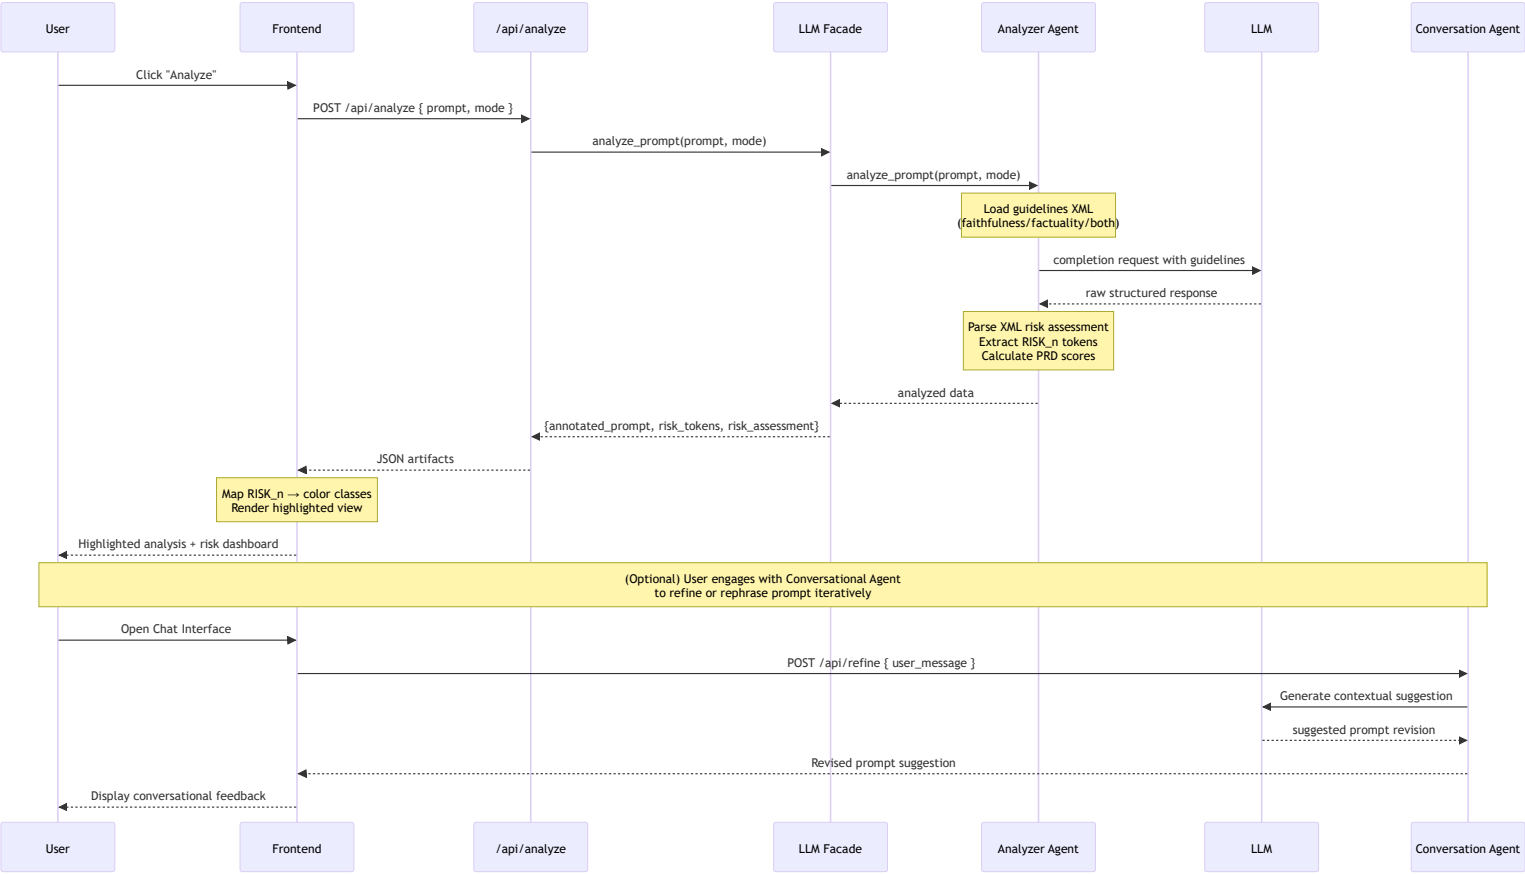 User
Frontend
/api/analyze
LLM Facade
Analyzer Agent
LLM
Conversation Agent
Click "Analyze"
POST /api/analyze { prompt, mode }
analyze_prompt(prompt, mode)
analyze_prompt(prompt, mode)
Load guidelines XML
(faithfulness/factuality/both)
completion request with guidelines
raw structured response
Parse XML risk assessment
Extract RISK_n tokens
Calculate PRD scores
analyzed data
{annotated_prompt, risk_tokens, risk_assessment}
JSON artifacts
Map RISK_n → color classes
Render highlighted view
Highlighted analysis + risk dashboard
(Optional) User engages with Conversational Agent
to refine or rephrase prompt iteratively
Open Chat Interface
POST /api/refine { user_message }
Generate contextual suggestion
suggested prompt revision
Revised prompt suggestion
Display conversational feedback
User
Frontend
/api/analyze
LLM Facade
Analyzer Agent
LLM
Conversation Agent